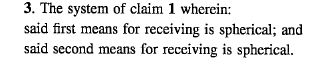 3. The system of claim 1 wherein:
said first means for receiving is spherical; and
said second means for receiving is spherical.